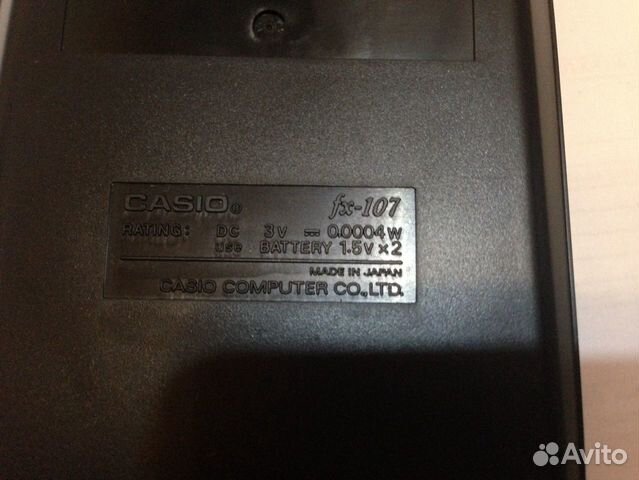 CASIO® fx-107
RATING: DC 3V ⎓ 0.0004W
use BATTERY 1.5V×2
MADE IN JAPAN
CASIO COMPUTER CO.,LTD.
Avito